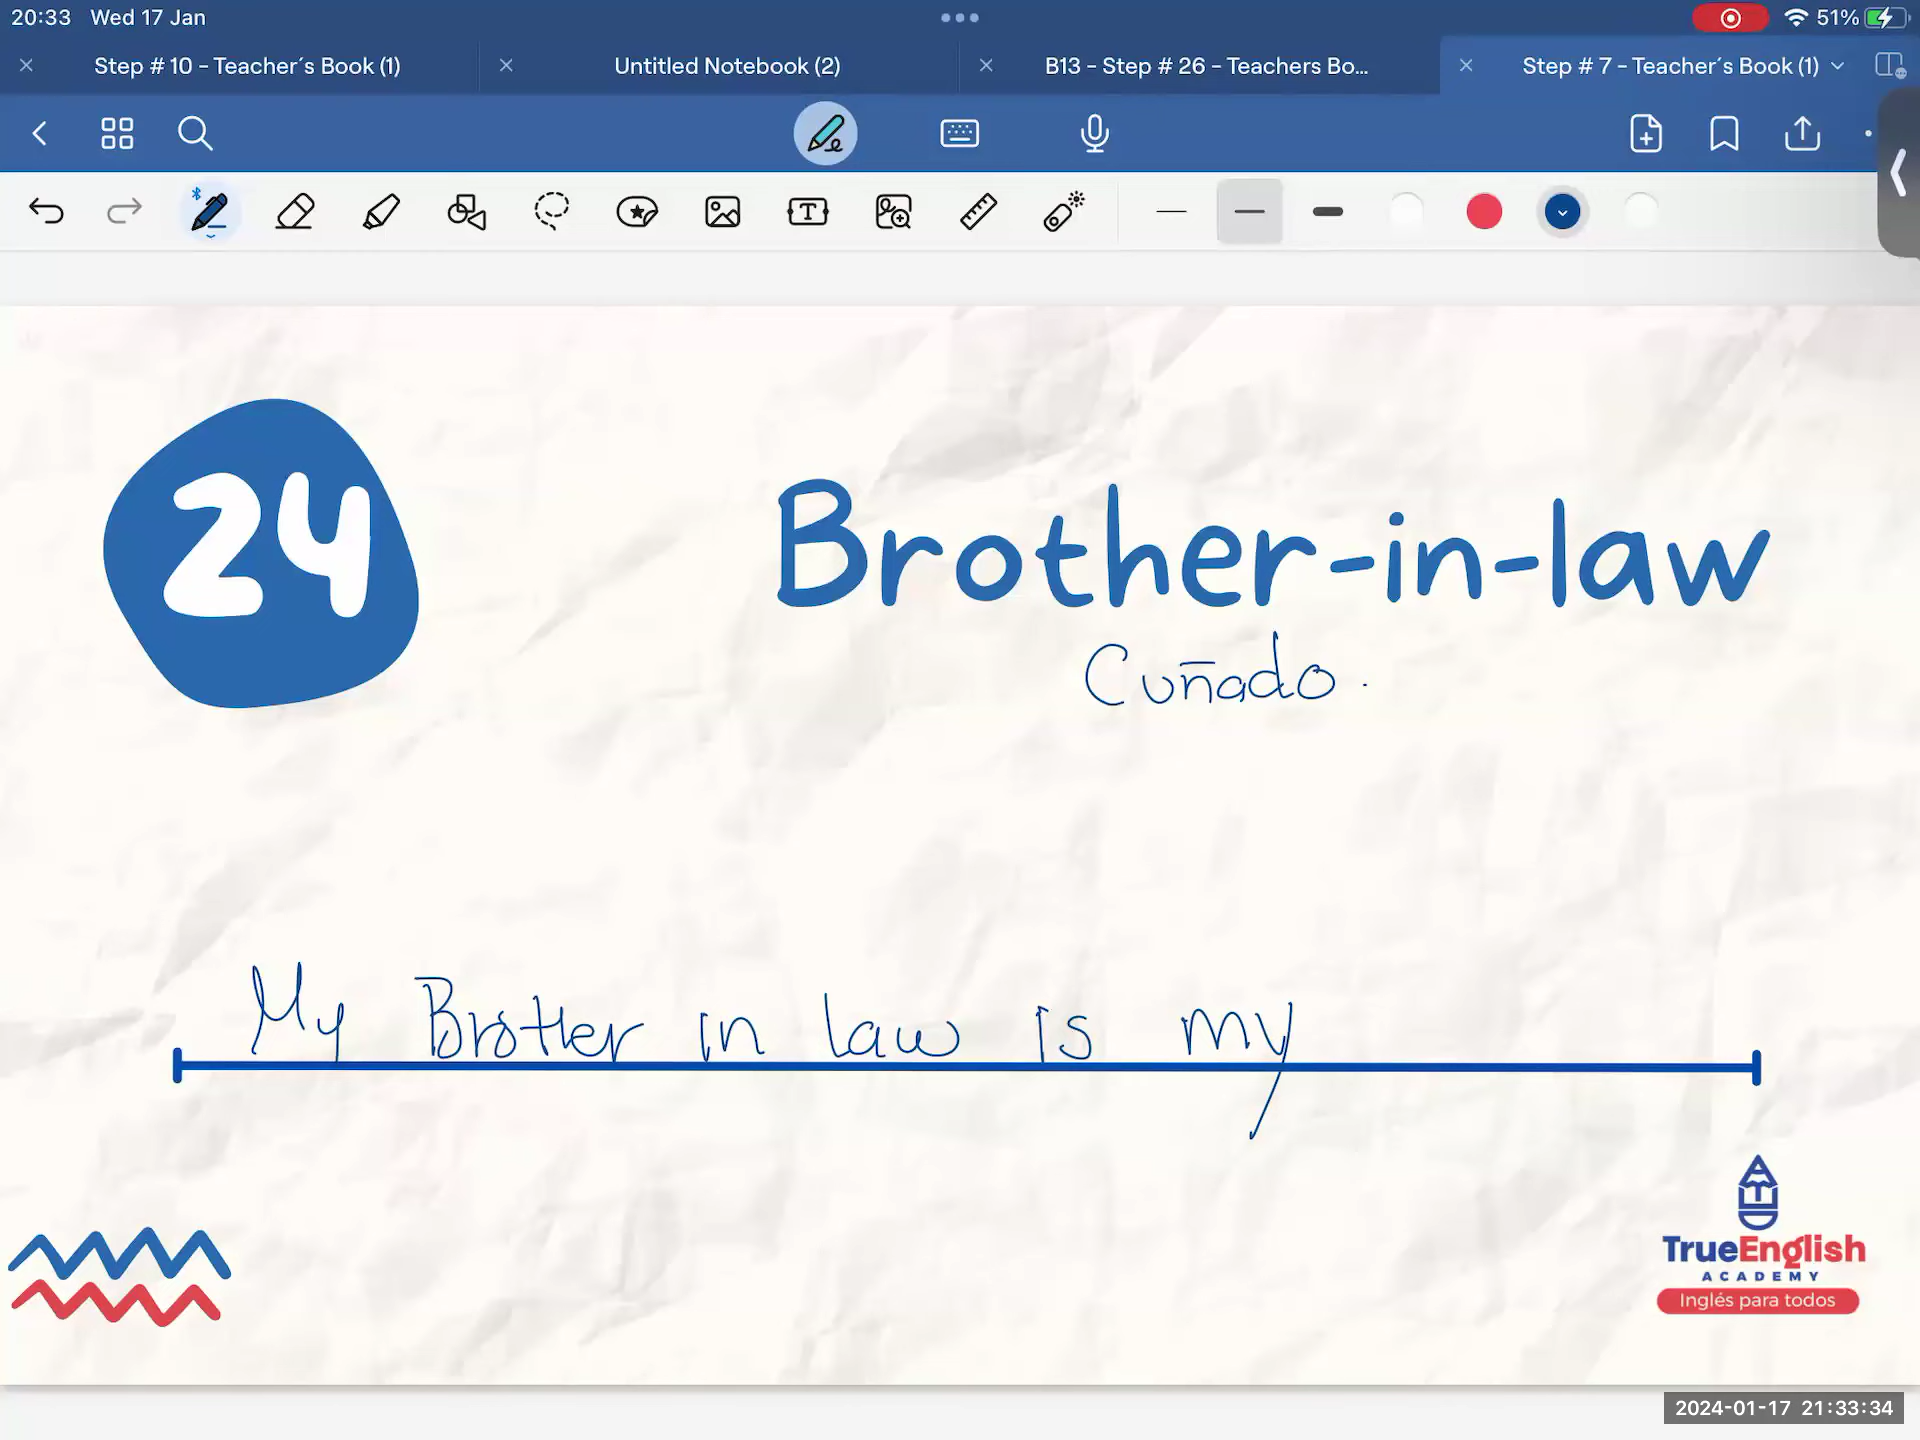 20:33 Wed 17 Jan
51%
Step # 10 - Teacher´s Book (1)
Untitled Notebook (2)
B13 - Step # 26 - Teachers Bo...
Step # 7 - Teacher´s Book (1)
24
Brother-in-law
Cuñado.
My Brother in law is my
TrueEnglish
ACADEMY
Inglés para todos
2024-01-17 21:33:34